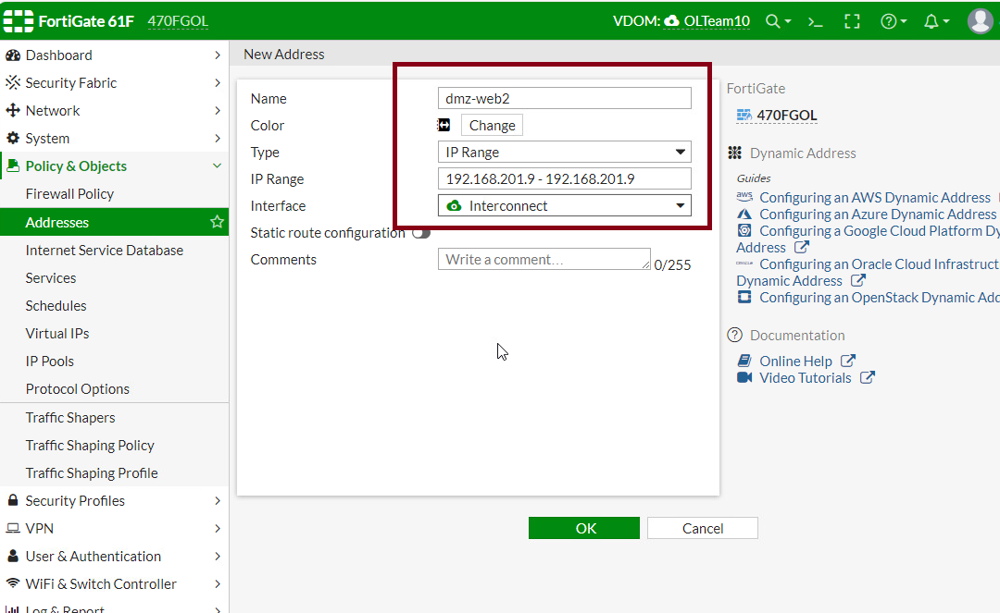 FortiGate 61F 470FGOL VDOM: OLTeam10
Dashboard
Security Fabric
Network
System
Policy & Objects
Firewall Policy
Addresses
Internet Service Database
Services
Schedules
Virtual IPs
IP Pools
Protocol Options
Traffic Shapers
Traffic Shaping Policy
Traffic Shaping Profile
Security Profiles
VPN
User & Authentication
WiFi & Switch Controller
Log & Report
New Address
Name dmz-web2
Color Change
Type IP Range
IP Range 192.168.201.9 - 192.168.201.9
Interface Interconnect
Static route configuration
Comments Write a comment... 0/255
OK Cancel
FortiGate
470FGOL
Dynamic Address
Guides
aws Configuring an AWS Dynamic Address
Configuring an Azure Dynamic Address
Configuring a Google Cloud Platform Dy
Address
ORACLE Configuring an Oracle Cloud Infrastruct
Dynamic Address
Configuring an OpenStack Dynamic Add
Documentation
Online Help
Video Tutorials